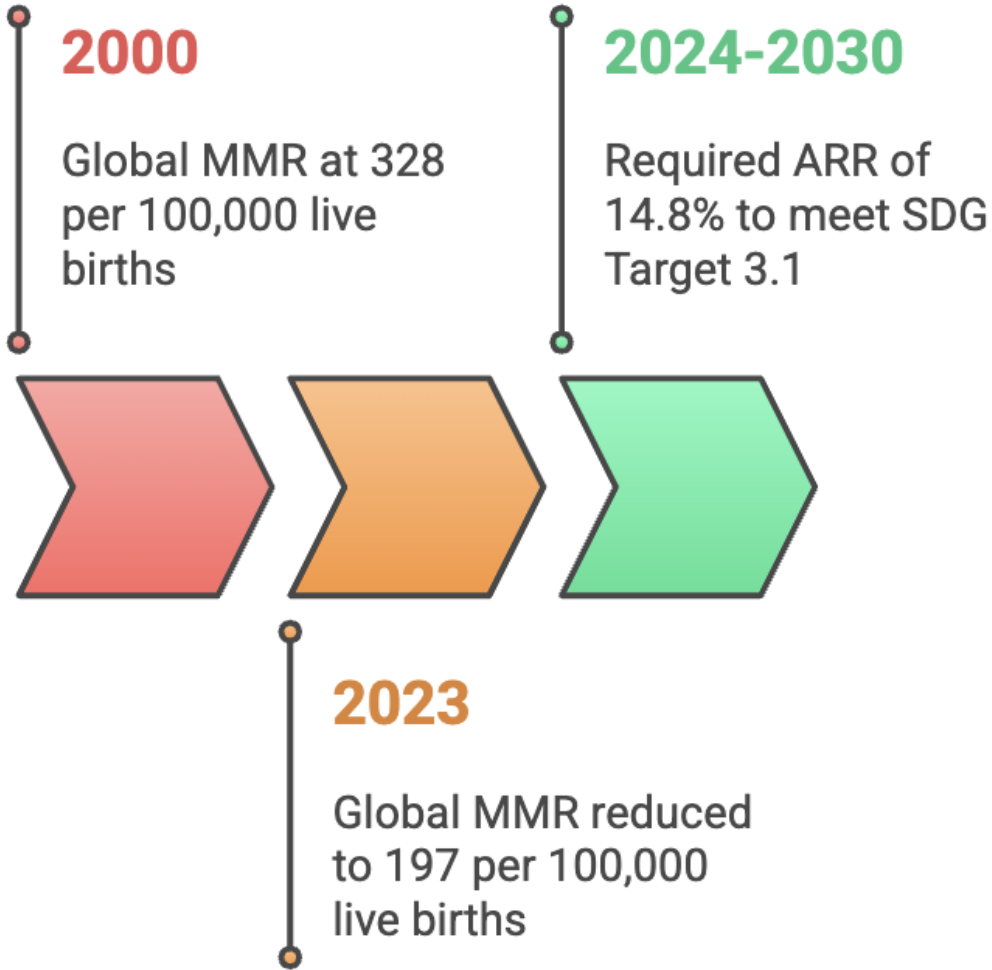 2000
Global MMR at 328
per 100,000 live
births
2024-2030
Required ARR of
14.8% to meet SDG
Target 3.1
2023
Global MMR reduced
to 197 per 100,000
live births